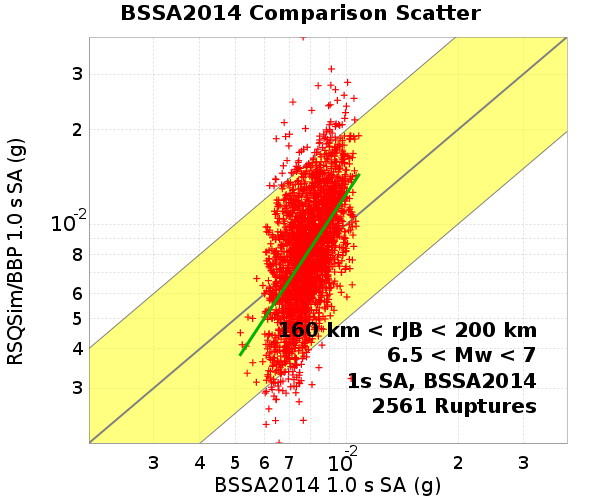 BSSA2014 Comparison Scatter
RSQSim/BBP 1.0 s SA (g)
3
2
10-2
8
6
5
4
3
160 km < rJB < 200 km
6.5 < Mw < 7
1s SA, BSSA2014
2561 Ruptures
3 4 5 6 7 10-2 2 3
BSSA2014 1.0 s SA (g)